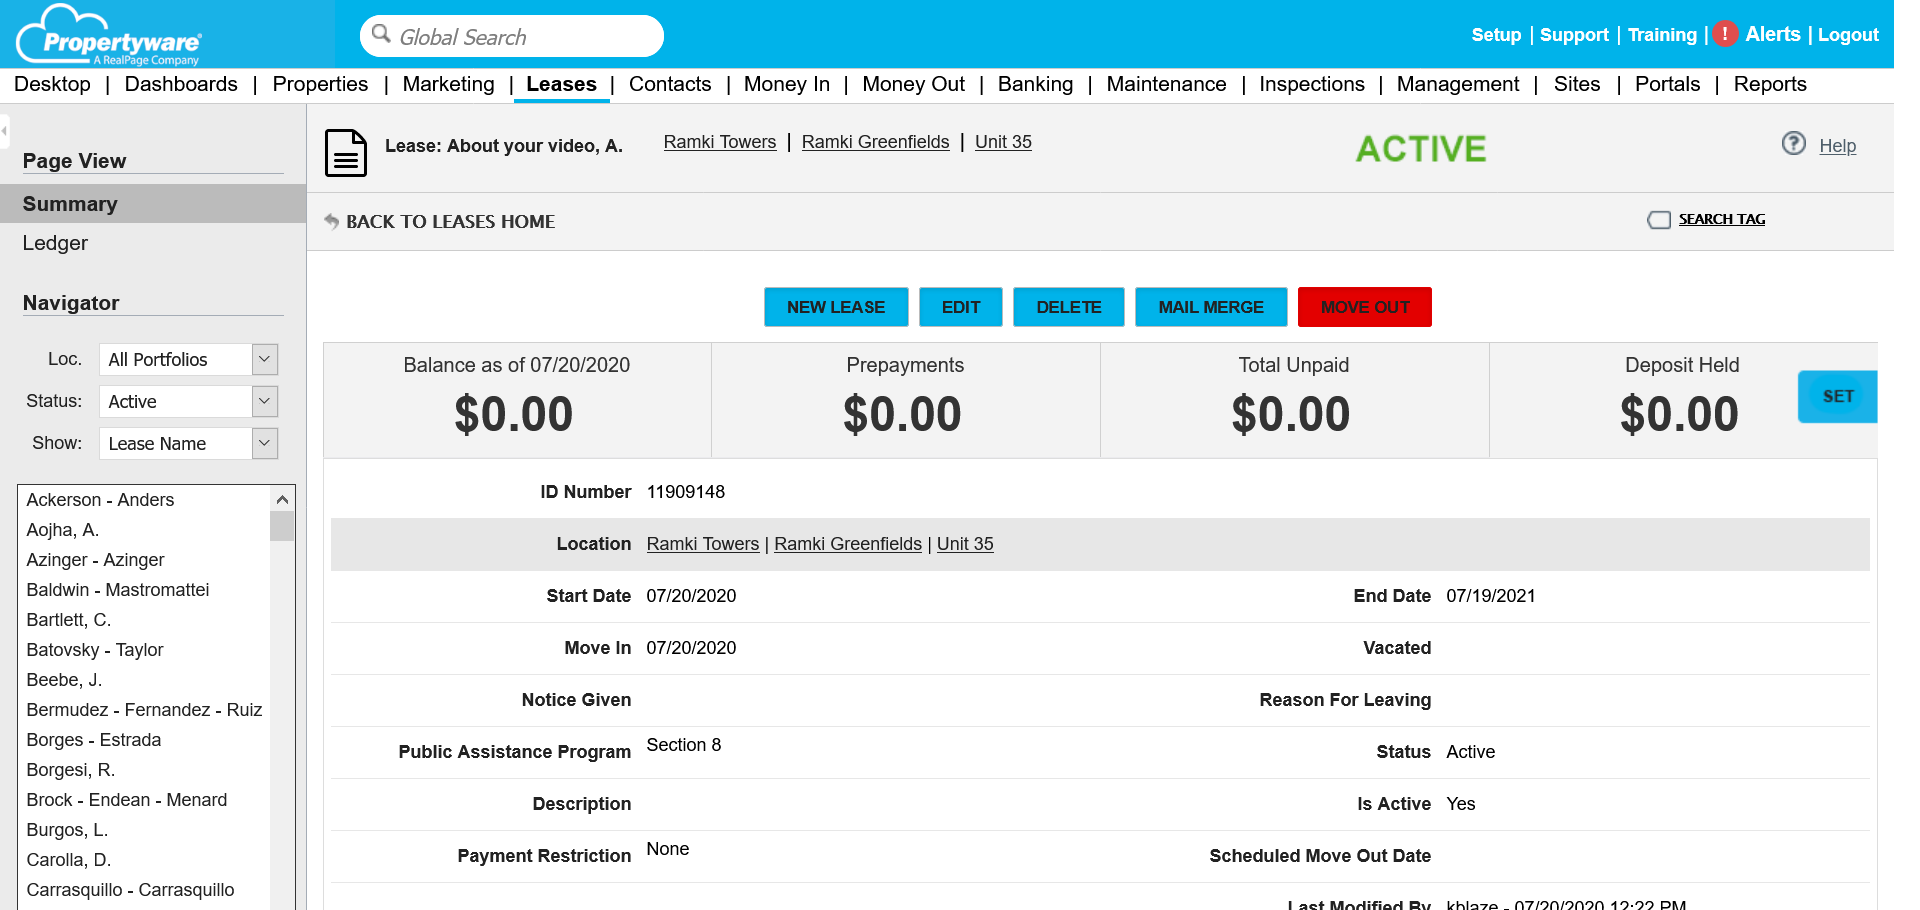 Propertyware
A RealPage Company
Global Search
Setup | Support | Training | ! Alerts | Logout
Desktop | Dashboards | Properties | Marketing | Leases | Contacts | Money In | Money Out | Banking | Maintenance | Inspections | Management | Sites | Portals | Reports
Page View
Summary
Ledger
Navigator
Loc. All Portfolios
Status: Active
Show: Lease Name
Ackerson - Anders
Aojha, A.
Azinger - Azinger
Baldwin - Mastromattei
Bartlett, C.
Batovsky - Taylor
Beebe, J.
Bermudez - Fernandez - Ruiz
Borges - Estrada
Borgesi, R.
Brock - Endean - Menard
Burgos, L.
Carolla, D.
Carrasquillo - Carrasquillo
Lease: About your video, A. Ramki Towers | Ramki Greenfields | Unit 35 ACTIVE ? Help
BACK TO LEASES HOME SEARCH TAG
NEW LEASE EDIT DELETE MAIL MERGE MOVE OUT
Balance as of 07/20/2020 Prepayments Total Unpaid Deposit Held
$0.00 $0.00 $0.00 $0.00 SET
ID Number 11909148
Location Ramki Towers | Ramki Greenfields | Unit 35
Start Date 07/20/2020 End Date 07/19/2021
Move In 07/20/2020 Vacated
Notice Given Reason For Leaving
Public Assistance Program Section 8 Status Active
Description Is Active Yes
Payment Restriction None Scheduled Move Out Date
Last Modified By kblaze - 07/20/2020 12:22 PM